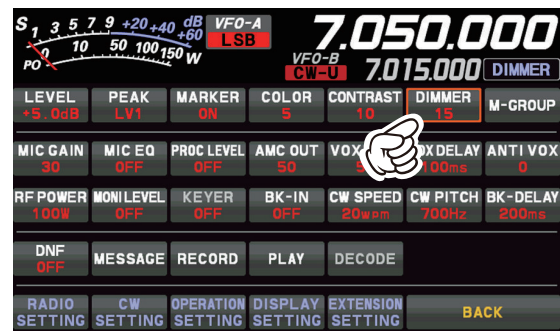 S 1 3 5 7 9 +20 +40 +60 dB
PO 0 10 50 100 150 W
VFO-A
LSB
7.050.000
VFO-B
CW-U
7.015.000
DIMMER
LEVEL PEAK MARKER COLOR CONTRAST DIMMER M-GROUP
+5.0dB LV1 ON 5 10 15
MIC GAIN MIC EQ PROC LEVEL AMC OUT VOX DELAY ANTI VOX
30 OFF OFF 50 100ms 0
RF POWER MONI LEVEL KEYER BK-IN CW SPEED CW PITCH BK-DELAY
100W OFF OFF OFF 20wpm 700Hz 200ms
DNF MESSAGE RECORD PLAY DECODE
OFF
RADIO CW OPERATION DISPLAY EXTENSION BACK
SETTING SETTING SETTING SETTING SETTING